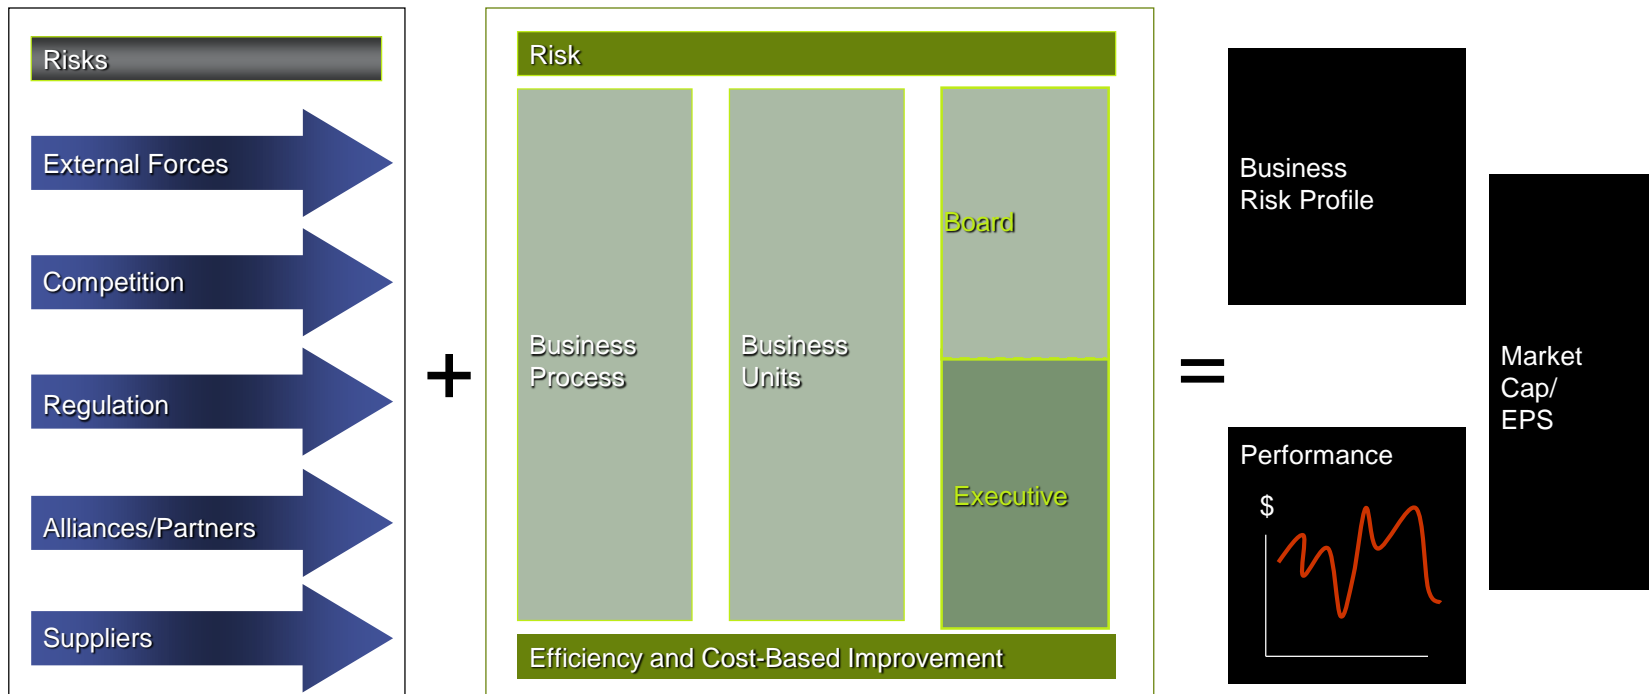 Risks
External Forces
Competition
Regulation
Alliances/Partners
Suppliers
+
Risk
Business
Process
Business
Units
Board
Executive
Efficiency and Cost-Based Improvement
=
Business
Risk Profile
Performance
$
Market
Cap/
EPS